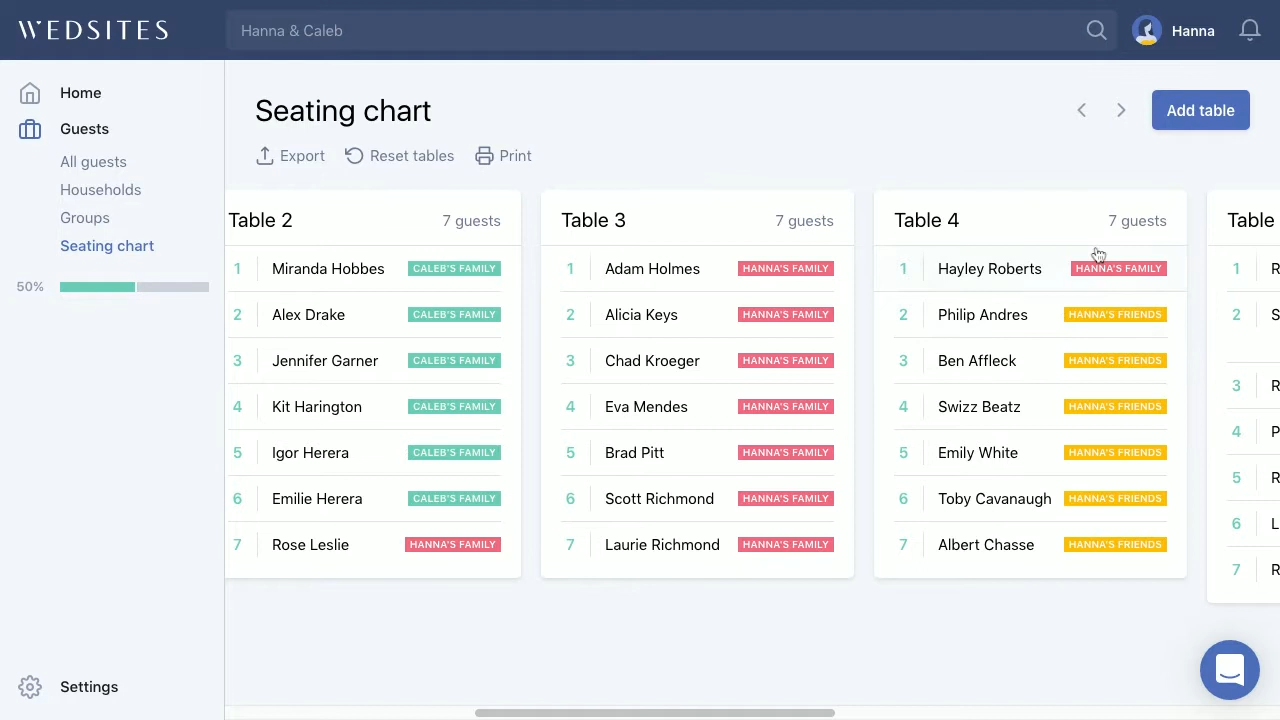 WEDSITES
Hanna & Caleb
Hanna
Home
Guests
All guests
Households
Groups
Seating chart
50%
Settings
Seating chart
Add table
Export
Reset tables
Print
Table 2
7 guests
1 Miranda Hobbes CALEB'S FAMILY
2 Alex Drake CALEB'S FAMILY
3 Jennifer Garner CALEB'S FAMILY
4 Kit Harington CALEB'S FAMILY
5 Igor Herera CALEB'S FAMILY
6 Emilie Herera CALEB'S FAMILY
7 Rose Leslie HANNA'S FAMILY
Table 3
7 guests
1 Adam Holmes HANNA'S FAMILY
2 Alicia Keys HANNA'S FAMILY
3 Chad Kroeger HANNA'S FAMILY
4 Eva Mendes HANNA'S FAMILY
5 Brad Pitt HANNA'S FAMILY
6 Scott Richmond HANNA'S FAMILY
7 Laurie Richmond HANNA'S FAMILY
Table 4
7 guests
1 Hayley Roberts HANNA'S FAMILY
2 Philip Andres HANNA'S FRIENDS
3 Ben Affleck HANNA'S FRIENDS
4 Swizz Beatz HANNA'S FRIENDS
5 Emily White HANNA'S FRIENDS
6 Toby Cavanaugh HANNA'S FRIENDS
7 Albert Chasse HANNA'S FRIENDS
Table
1
2
3
4
5
6
7